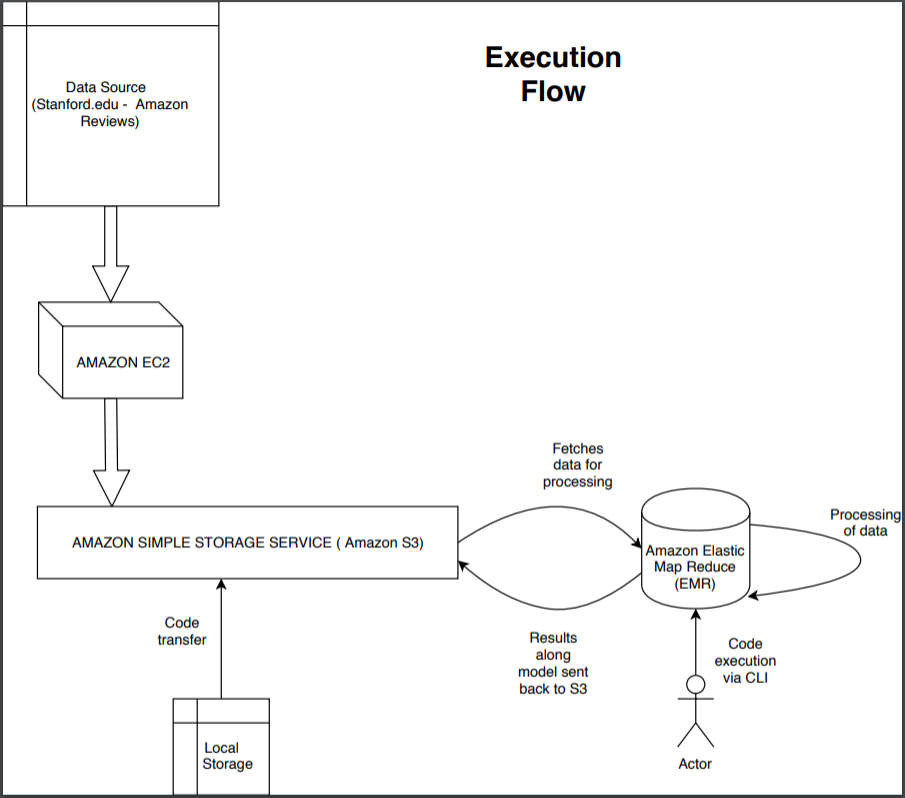 Execution
Flow
Data Source
(Stanford.edu - Amazon
Reviews)
AMAZON EC2
Fetches
data for
processing
Processing
of data
AMAZON SIMPLE STORAGE SERVICE ( Amazon S3)
Amazon Elastic
Map Reduce
(EMR)
Code
transfer
Results
along
model sent
back to S3
Code
execution
via CLI
Local
Storage
Actor